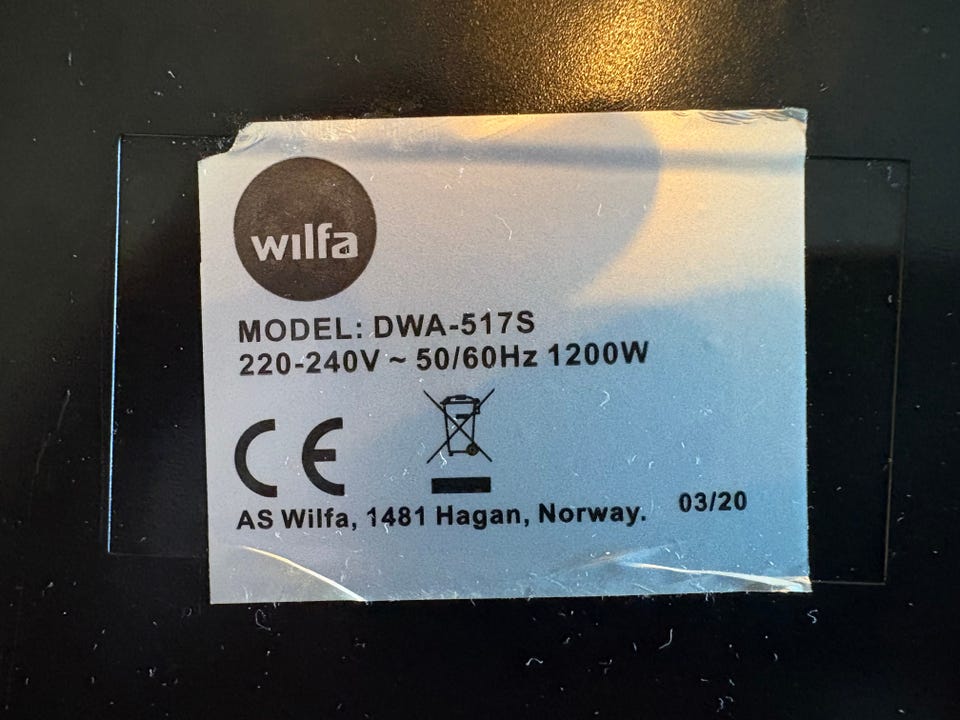 wilfa
MODEL: DWA-517S
220-240V ~ 50/60Hz 1200W
CE
AS Wilfa, 1481 Hagan, Norway. 03/20